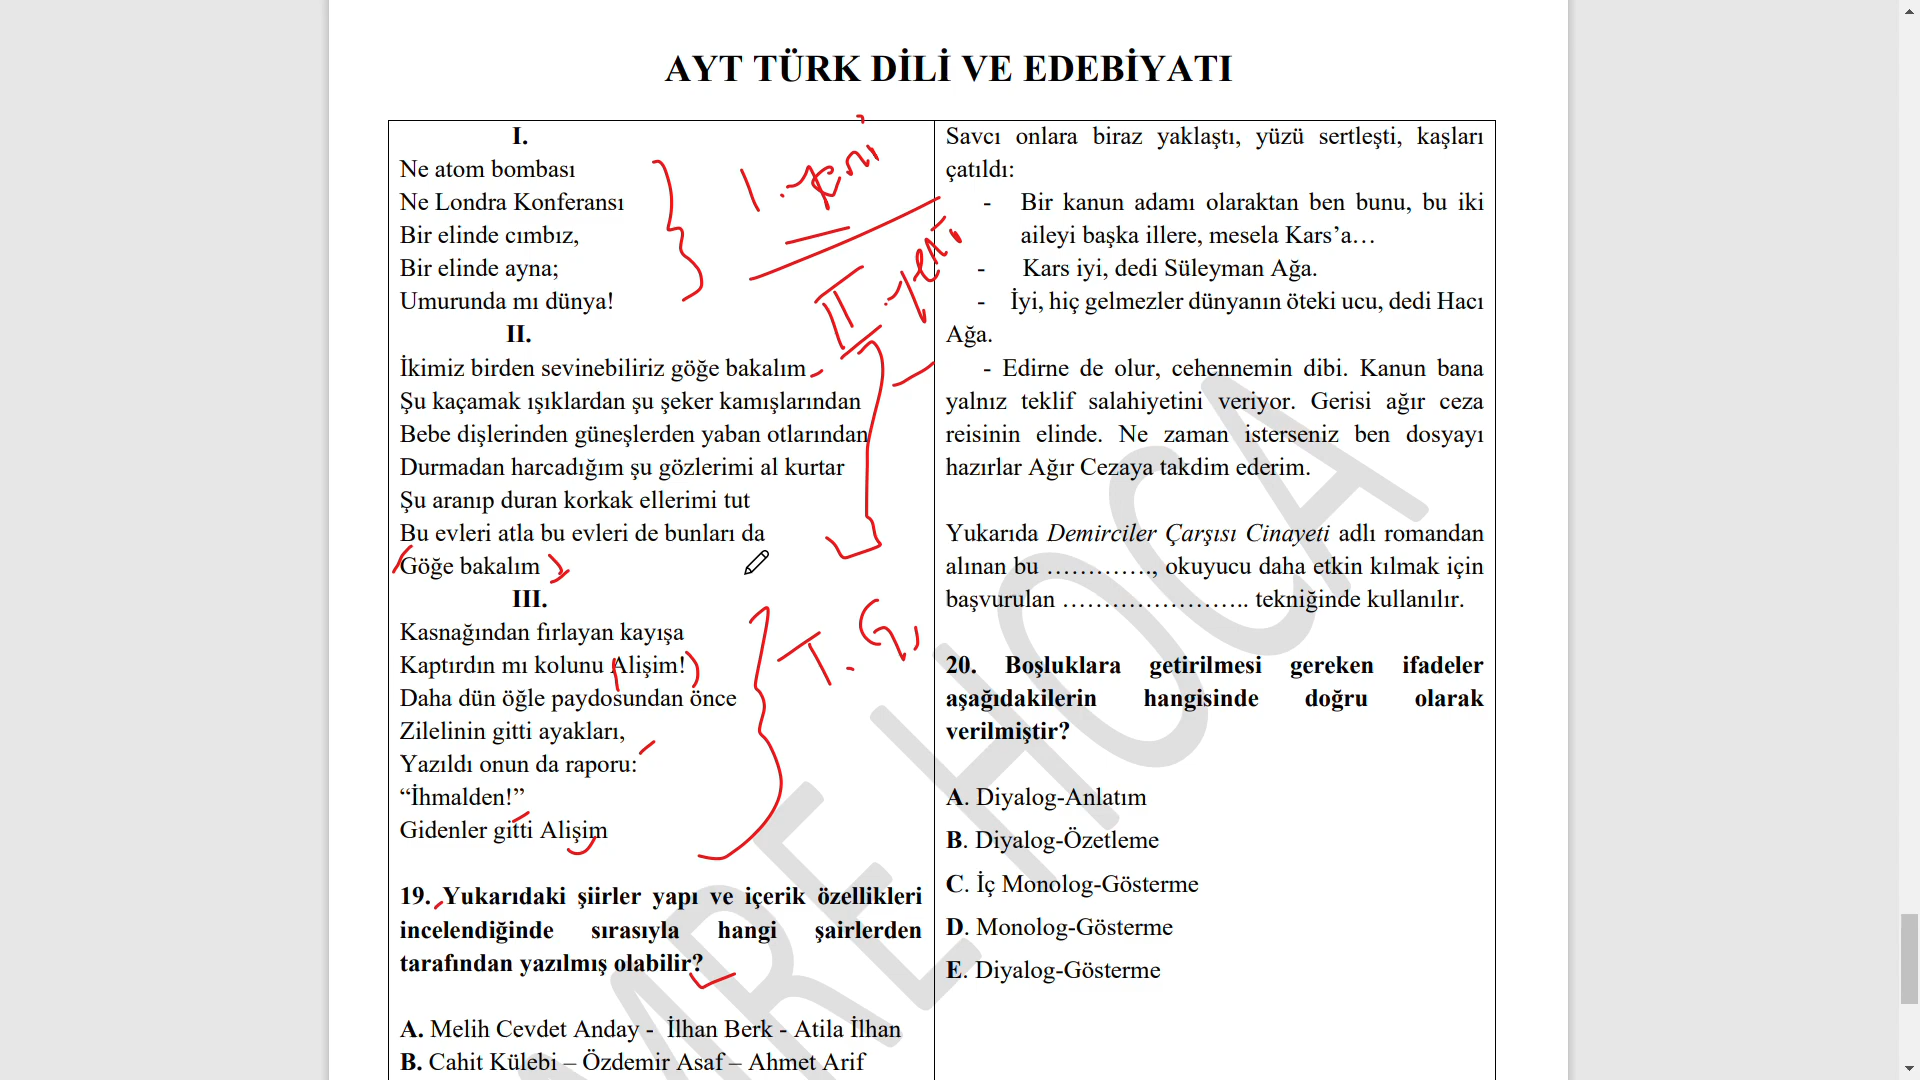 AYT TÜRK DİLİ VE EDEBİYATI
I.
Ne atom bombası
Ne Londra Konferansı
Bir elinde cımbız,
Bir elinde ayna;
Umurunda mı dünya!
I. yeni
II.
II. yeni
İkimiz birden sevinebiliriz göğe bakalım
Şu kaçamak ışıklardan şu şeker kamışlarından
Bebe dişlerinden güneşlerden yaban otlarından
Durmadan harcadığım şu gözlerimi al kurtar
Şu aranıp duran korkak ellerimi tut
Bu evleri atla bu evleri de bunları da
Göğe bakalım
III.
Kasnağından fırlayan kayışa
Kaptırdın mı kolunu Alişim!
T. G.
Daha dün öğle paydosundan önce
Zilelinin gitti ayakları,
Yazıldı onun da raporu:
“İhmalden!”
Gidenler gitti Alişim
19. Yukarıdaki şiirler yapı ve içerik özellikleri
incelendiğinde sırasıyla hangi şairlerden
tarafından yazılmış olabilir?
A. Melih Cevdet Anday - İlhan Berk - Atila İlhan
B. Cahit Külebi – Özdemir Asaf – Ahmet Arif
Savcı onlara biraz yaklaştı, yüzü sertleşti, kaşları
çatıldı:
- Bir kanun adamı olaraktan ben bunu, bu iki
aileyi başka illere, mesela Kars’a…
- Kars iyi, dedi Süleyman Ağa.
- İyi, hiç gelmezler dünyanın öteki ucu, dedi Hacı
Ağa.
- Edirne de olur, cehennemin dibi. Kanun bana
yalnız teklif salahiyetini veriyor. Gerisi ağır ceza
reisinin elinde. Ne zaman isterseniz ben dosyayı
hazırlar Ağır Cezaya takdim ederim.
Yukarıda Demirciler Çarşısı Cinayeti adlı romandan
alınan bu …………., okuyucu daha etkin kılmak için
başvurulan ………………….. tekniğinde kullanılır.
20. Boşluklara getirilmesi gereken ifadeler
aşağıdakilerin hangisinde doğru olarak
verilmiştir?
A. Diyalog-Anlatım
B. Diyalog-Özetleme
C. İç Monolog-Gösterme
D. Monolog-Gösterme
E. Diyalog-Gösterme
MRE HOCA